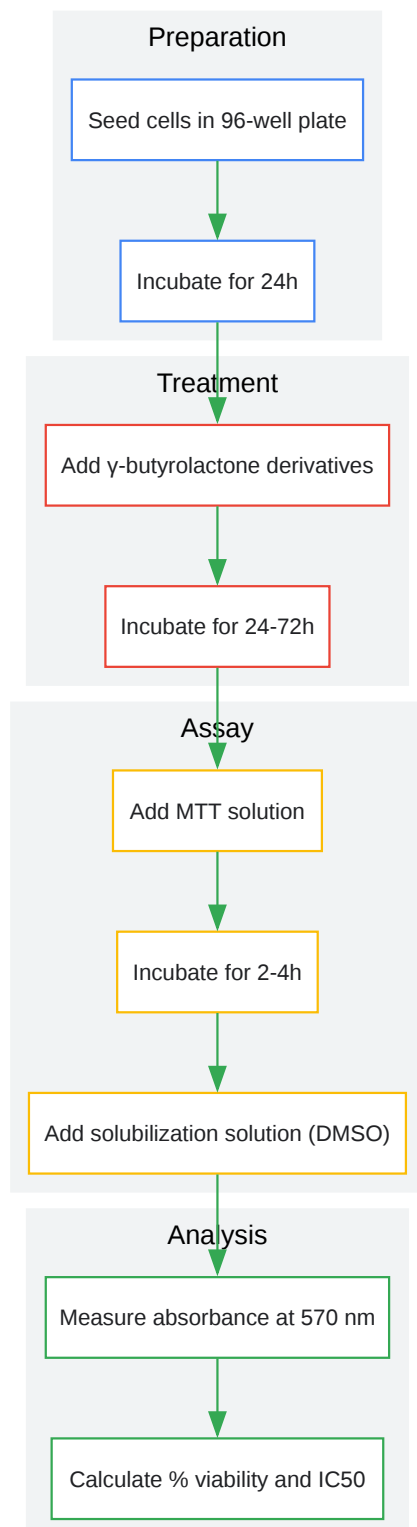 Preparation
Seed cells in 96-well plate
Incubate for 24h
Treatment
Add γ-butyrolactone derivatives
Incubate for 24-72h
Assay
Add MTT solution
Incubate for 2-4h
Add solubilization solution (DMSO)
Analysis
Measure absorbance at 570 nm
Calculate % viability and IC50